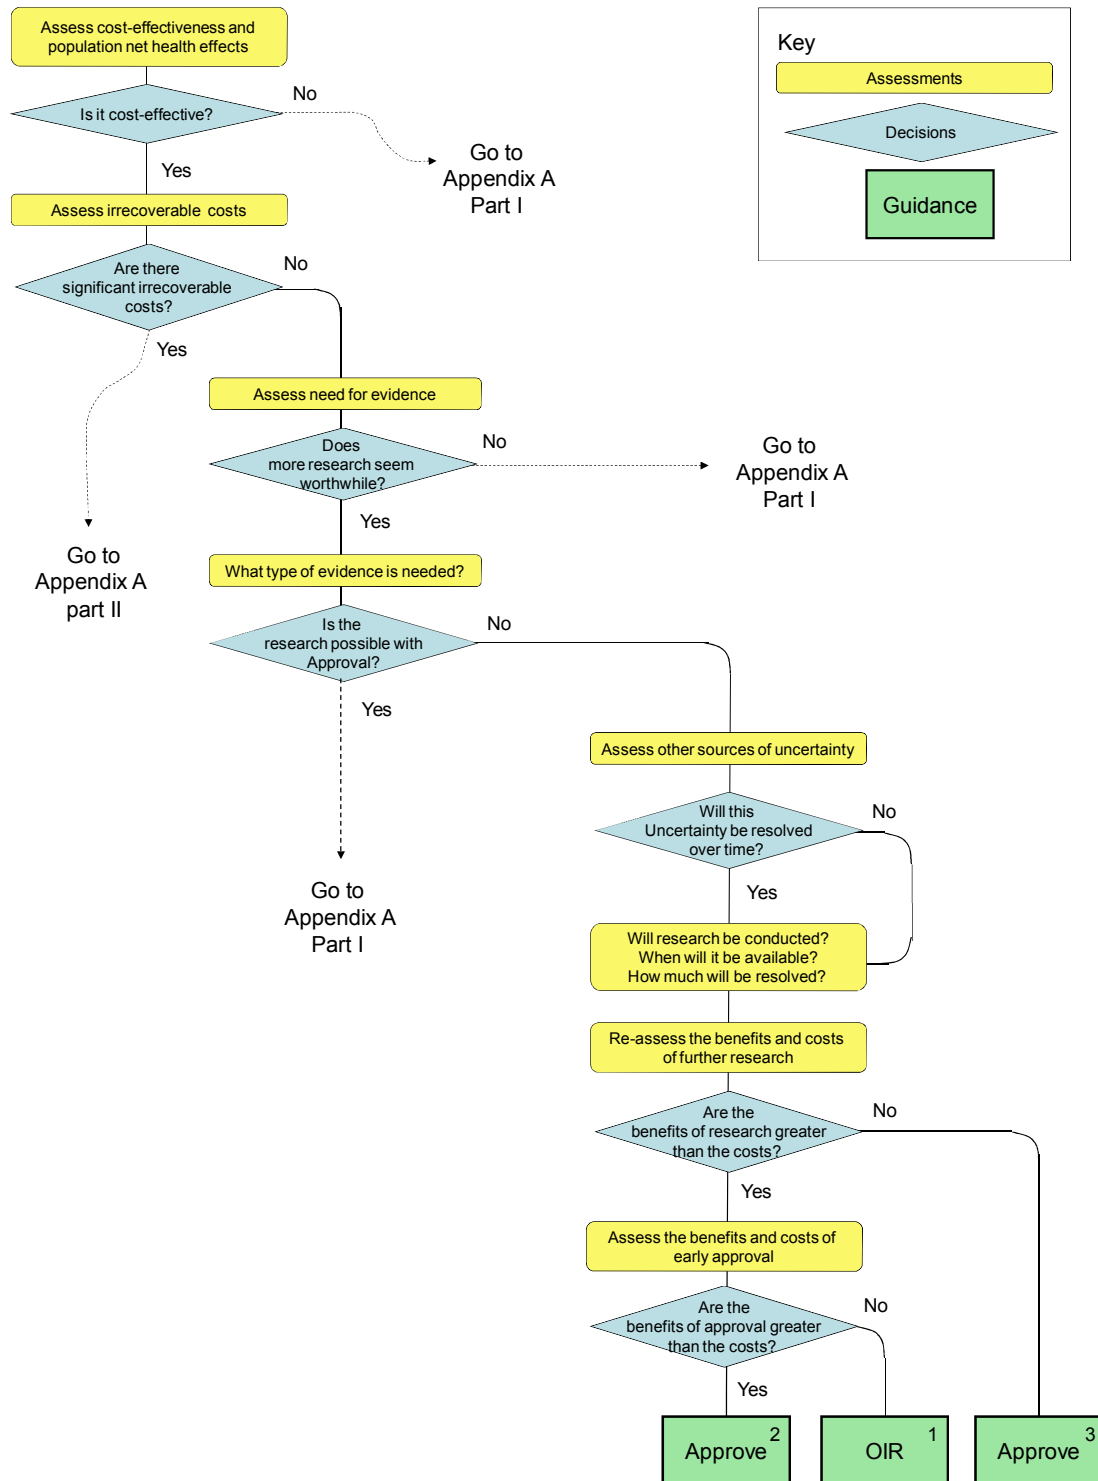 Assess cost-effectiveness and
population net health effects
Key
Assessments
Decisions
Guidance
Is it cost-effective?
No
Yes
Go to
Appendix A
Part I
Assess irrecoverable costs
Are there
significant irrecoverable
costs?
No
Yes
Go to
Appendix A
part II
Assess need for evidence
Does
more research seem
worthwhile?
No
Go to
Appendix A
Part I
Yes
What type of evidence is needed?
Is the
research possible with
Approval?
No
Yes
Go to
Appendix A
Part I
Assess other sources of uncertainty
Will this
Uncertainty be resolved
over time?
No
Yes
Will research be conducted?
When will it be available?
How much will be resolved?
Re-assess the benefits and costs
of further research
Are the
benefits of research greater
than the costs?
No
Yes
Assess the benefits and costs of
early approval
Are the
benefits of approval greater
than the costs?
No
Yes
Approve 2
OIR 1
Approve 3